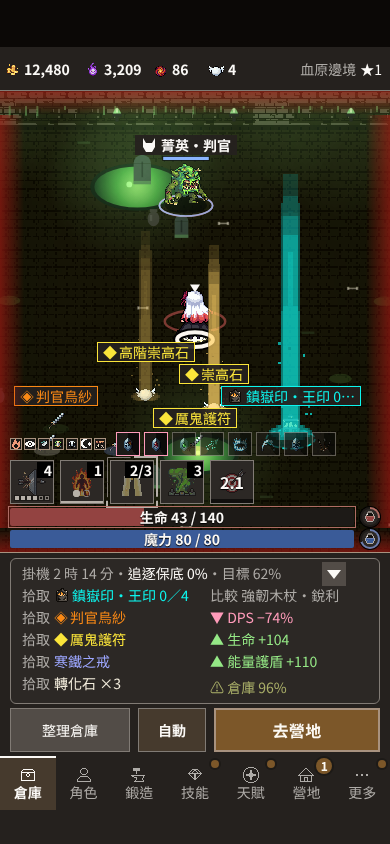 12,480 3,209 86 4 血原邊境 ★1
菁英・判官
高階崇高石
崇高石
判官烏紗
鎮嶽印・王印 0…
厲鬼護符
4 1 2/3 3 2.1
生命 43 / 140
魔力 80 / 80
掛機 2 時 14 分・追逐保底 0%・目標 62%
拾取 鎮嶽印・王印 0／4
拾取 判官烏紗
拾取 厲鬼護符
拾取 寒鐵之戒
拾取 轉化石 ×3
比較 強韌木杖・銳利
▼ DPS −74%
▲ 生命 +104
▲ 能量護盾 +110
⚠ 倉庫 96%
整理倉庫 自動 去營地
倉庫 角色 鍛造 技能 天賦 營地 1 更多